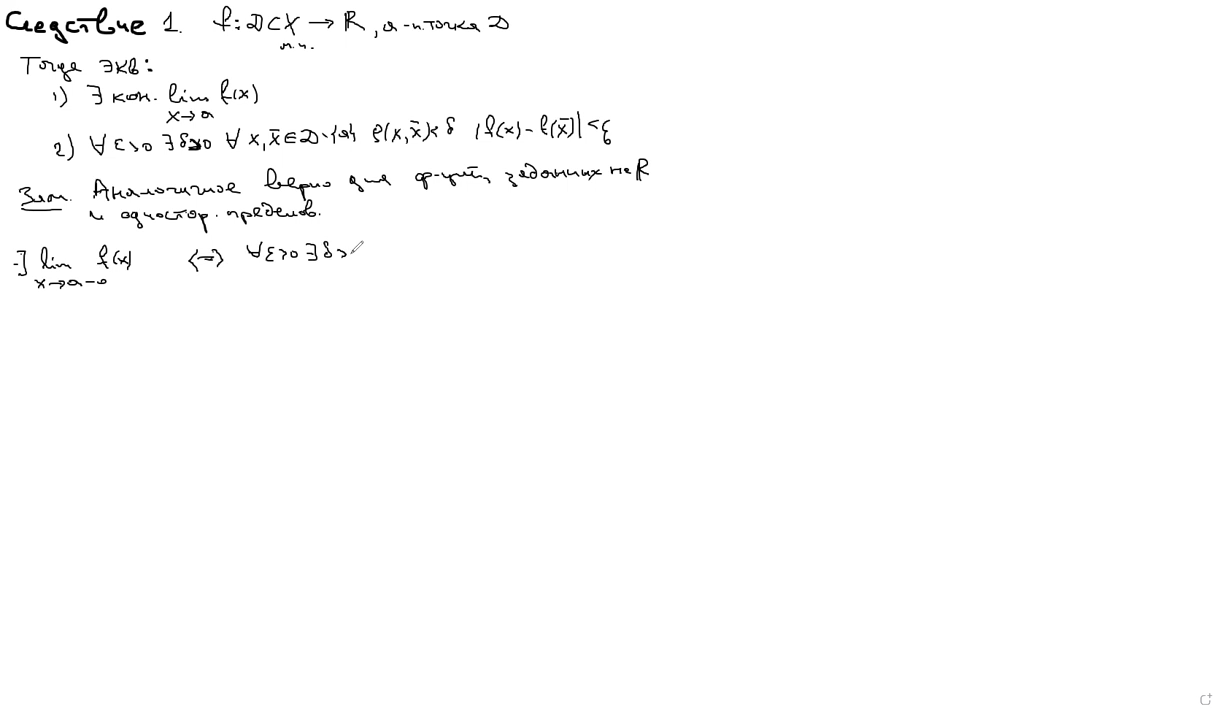 Следствие 1. f: D ⊂ X → ℝ, a - п. точка D
м.п.
Тогда экв:
1) ∃ кон. lim f(x)
x→a
2) ∀ ε>0 ∃ δ>0 ∀ x, x̄ ∈ D∖{a} ρ(x, x̄)<δ |f(x) - f(x̄)| < ε
Зам. Аналогичное верно для ф-ций, заданных на ℝ
и одностор. пределов.
∃ lim f(x) ⇔ ∀ε>0 ∃ δ>
x→a-0